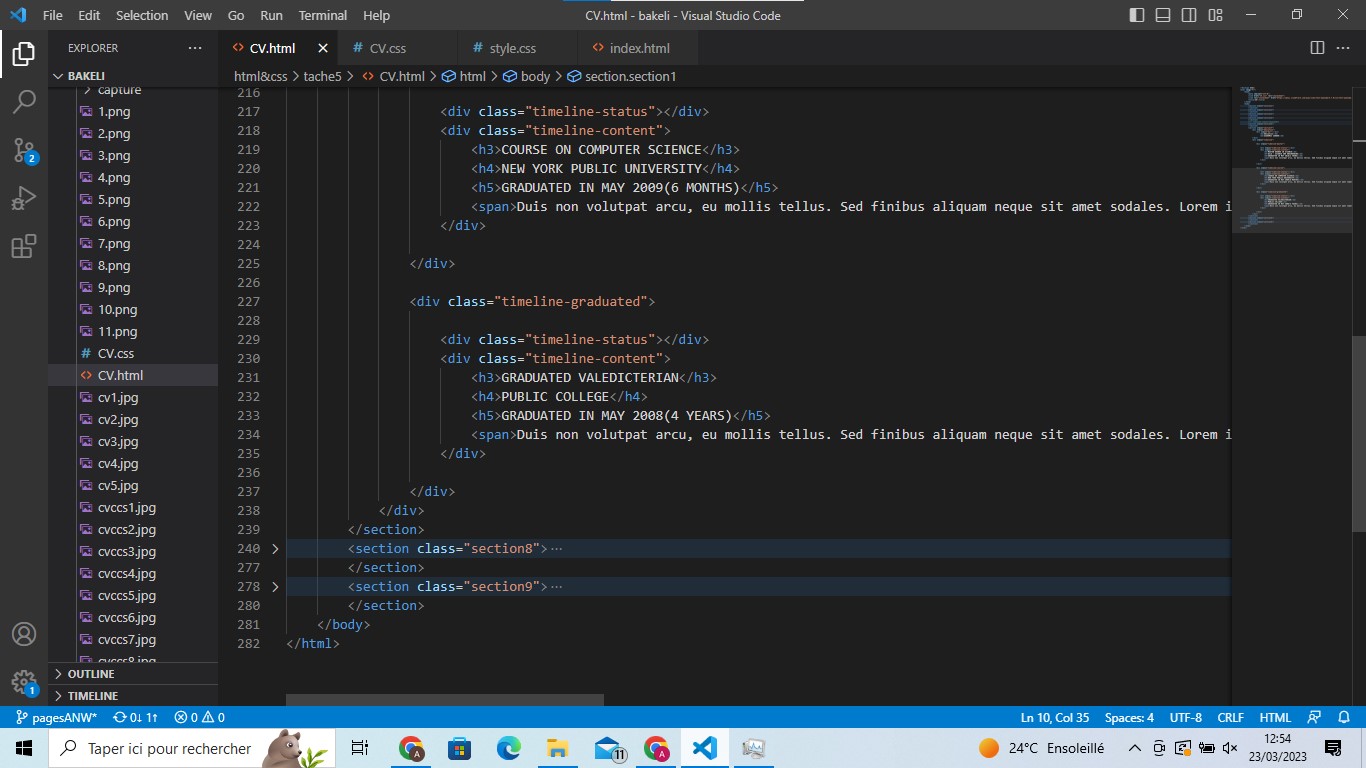 File Edit Selection View Go Run Terminal Help CV.html - bakeli - Visual Studio Code
EXPLORER
CV.html CV.css style.css index.html
BAKELI
html&css > tache5 > CV.html > html > body > section.section1
capture
1.png
2.png
3.png
4.png
5.png
6.png
7.png
8.png
9.png
10.png
11.png
CV.css
CV.html
cv1.jpg
cv2.jpg
cv3.jpg
cv4.jpg
cv5.jpg
cvccs1.jpg
cvccs2.jpg
cvccs3.jpg
cvccs4.jpg
cvccs5.jpg
cvccs6.jpg
cvccs7.jpg
cvccs8.jpg
OUTLINE
TIMELINE
2
1
216
217 <div class="timeline-status"></div>
218 <div class="timeline-content">
219 <h3>COURSE ON COMPUTER SCIENCE</h3>
220 <h4>NEW YORK PUBLIC UNIVERSITY</h4>
221 <h5>GRADUATED IN MAY 2009(6 MONTHS)</h5>
222 <span>Duis non volutpat arcu, eu mollis tellus. Sed finibus aliquam neque sit amet sodales. Lorem i
223 </div>
224
225 </div>
226
227 <div class="timeline-graduated">
228
229 <div class="timeline-status"></div>
230 <div class="timeline-content">
231 <h3>GRADUATED VALEDICTERIAN</h3>
232 <h4>PUBLIC COLLEGE</h4>
233 <h5>GRADUATED IN MAY 2008(4 YEARS)</h5>
234 <span>Duis non volutpat arcu, eu mollis tellus. Sed finibus aliquam neque sit amet sodales. Lorem i
235 </div>
236
237 </div>
238 </div>
239 </section>
240 <section class="section8">···
277 </section>
278 <section class="section9">···
280 </section>
281 </body>
282 </html>
pagesANW* 0↓ 1↑ 0 0 Ln 10, Col 35 Spaces: 4 UTF-8 CRLF HTML
Taper ici pour rechercher A 11 A 24°C Ensoleillé 12:54
23/03/2023